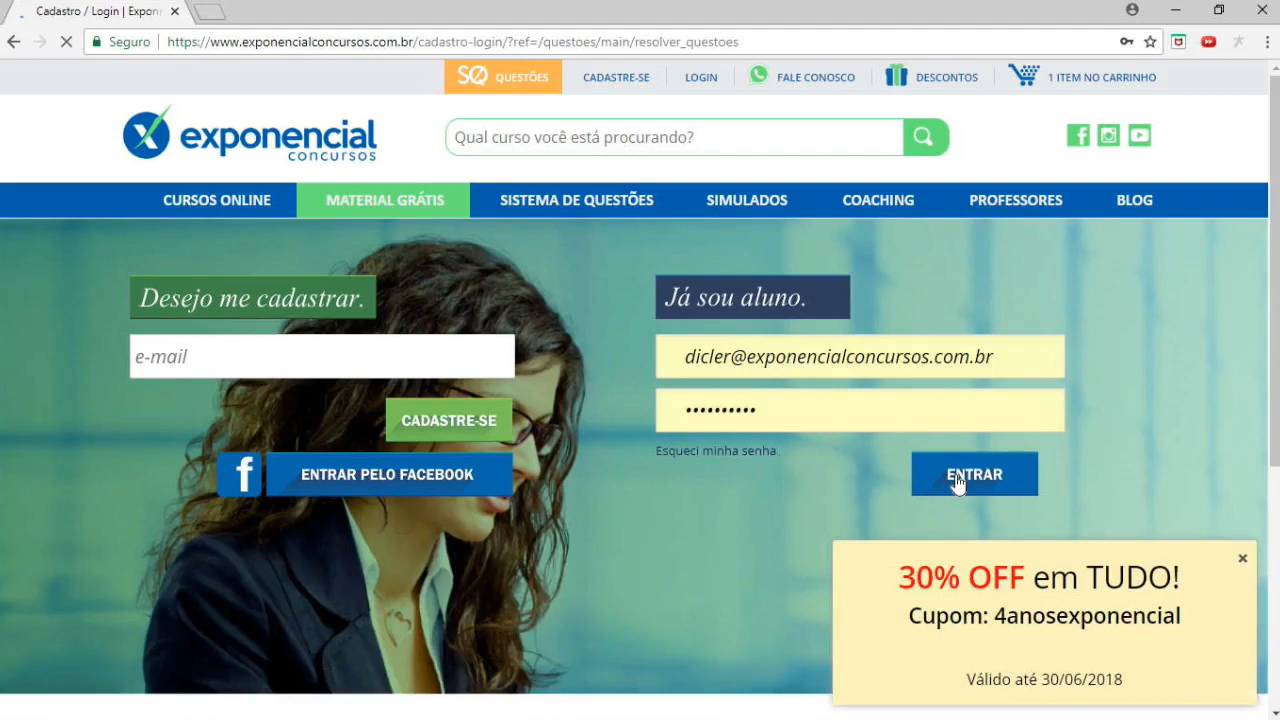 Cadastro / Login | Expon
Seguro https://www.exponencialconcursos.com.br/cadastro-login/?ref=/questoes/main/resolver_questoes
SQ QUESTÕES CADASTRE-SE LOGIN FALE CONOSCO DESCONTOS 1 ITEM NO CARRINHO
exponencial
concursos
Qual curso você está procurando?
CURSOS ONLINE MATERIAL GRÁTIS SISTEMA DE QUESTÕES SIMULADOS COACHING PROFESSORES BLOG
Desejo me cadastrar.
e-mail
CADASTRE-SE
f ENTRAR PELO FACEBOOK
Já sou aluno.
dicler@exponencialconcursos.com.br
••••••••••
Esqueci minha senha
ENTRAR
30% OFF em TUDO!
Cupom: 4anosexponencial
Válido até 30/06/2018